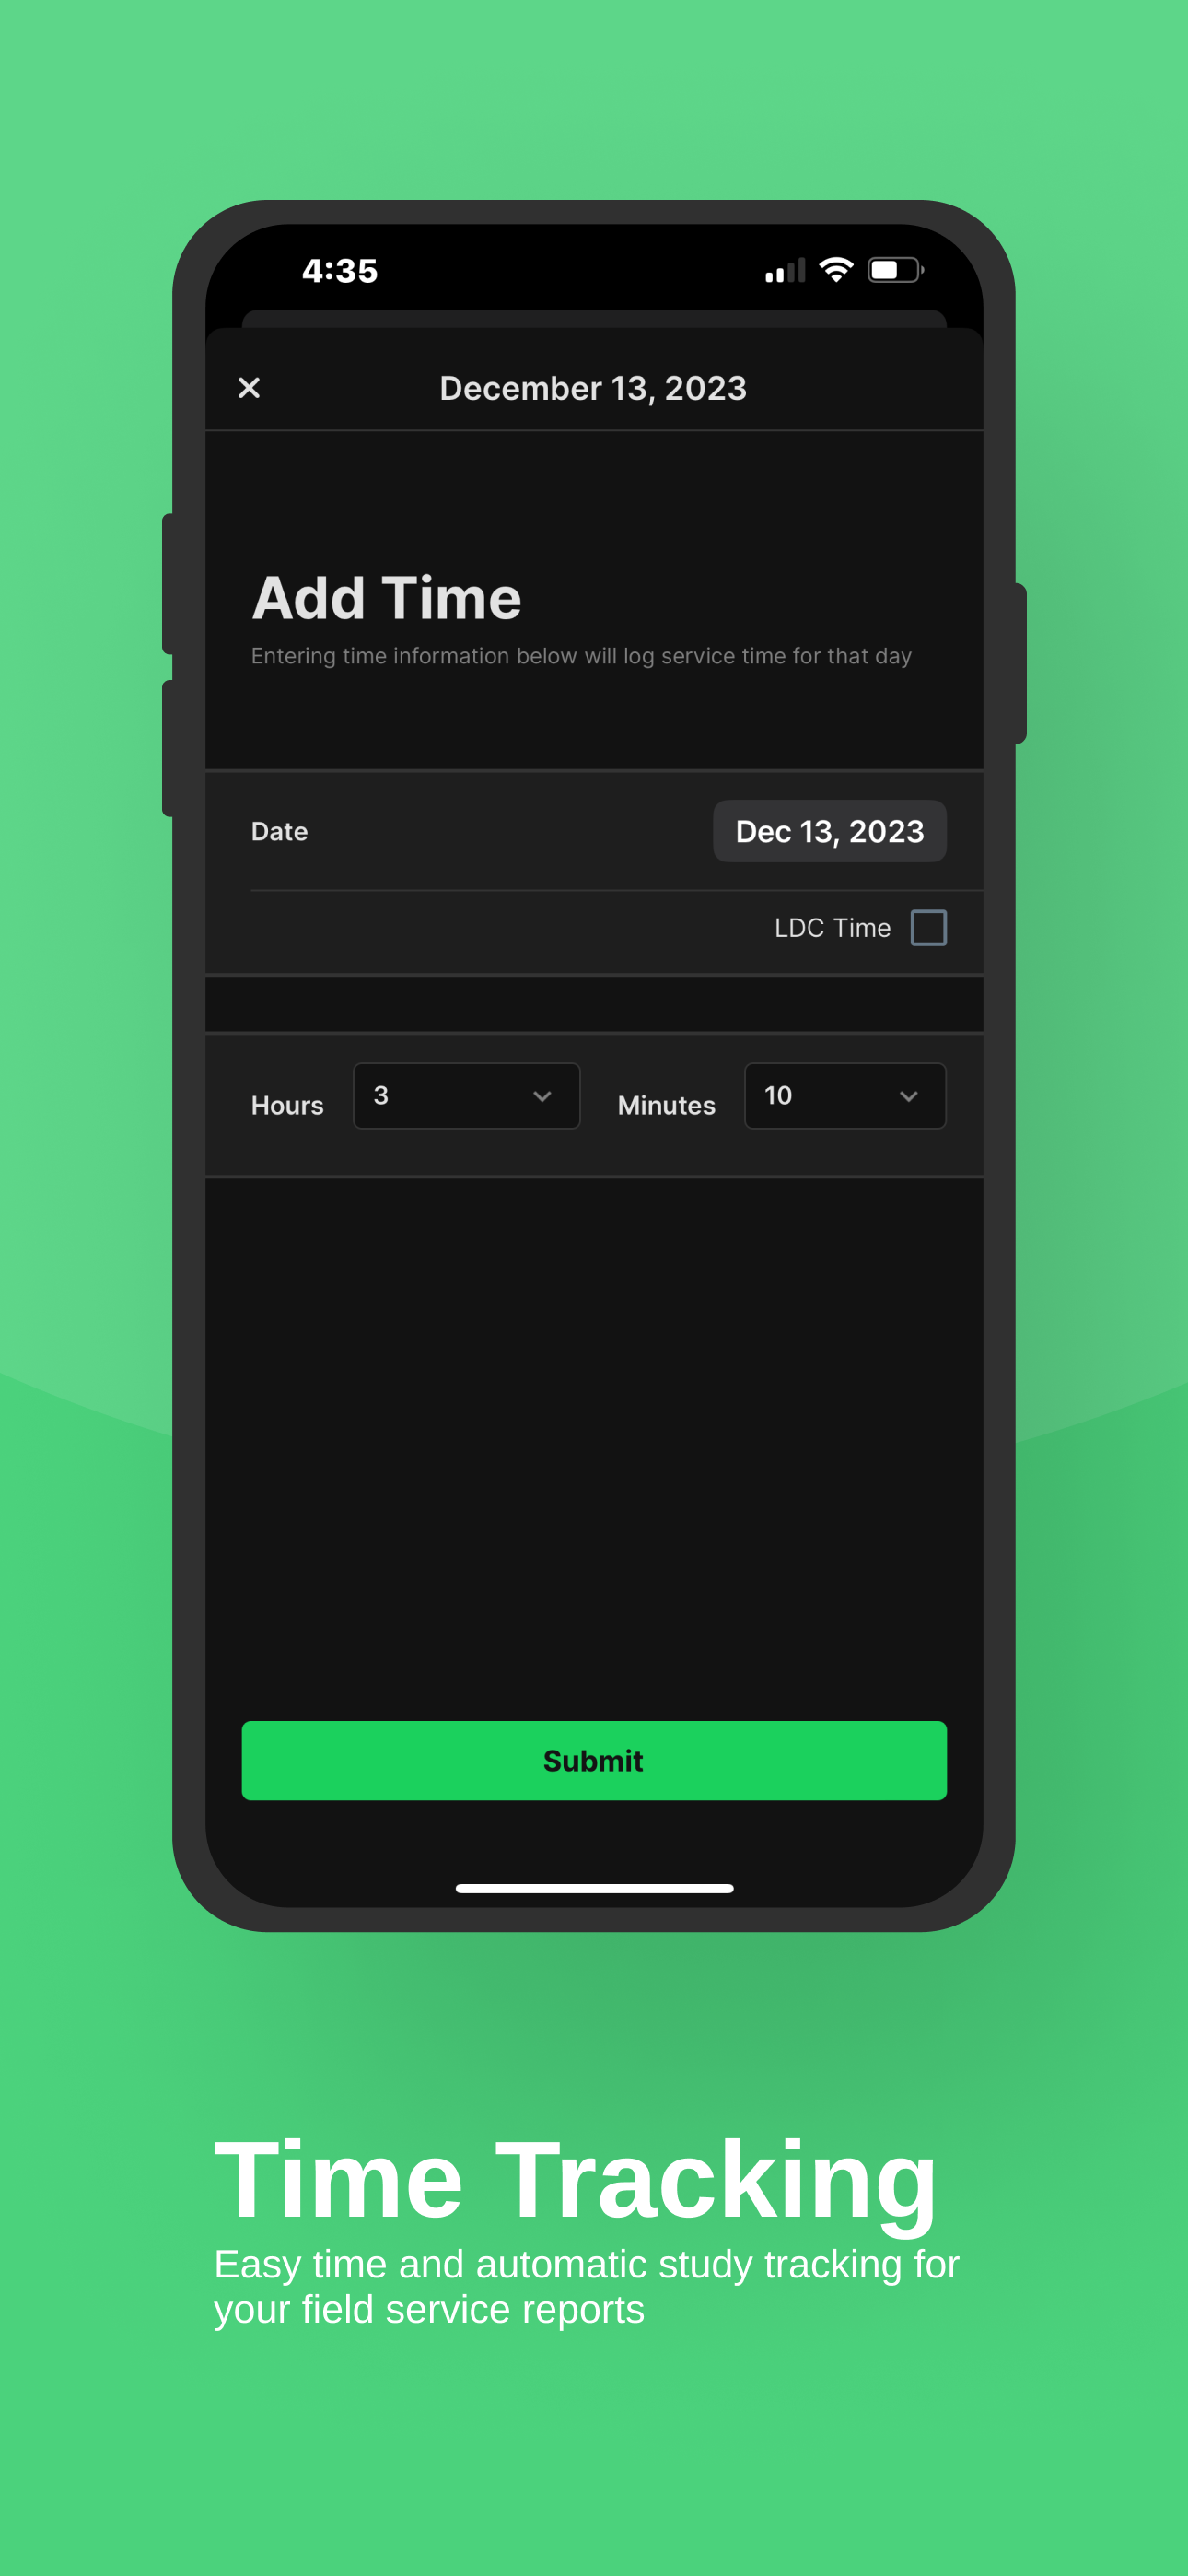 4:35
December 13, 2023
Add Time
Entering time information below will log service time for that day
Date
Dec 13, 2023
LDC Time
Hours 3 Minutes 10
Submit
Time Tracking
Easy time and automatic study tracking for
your field service reports